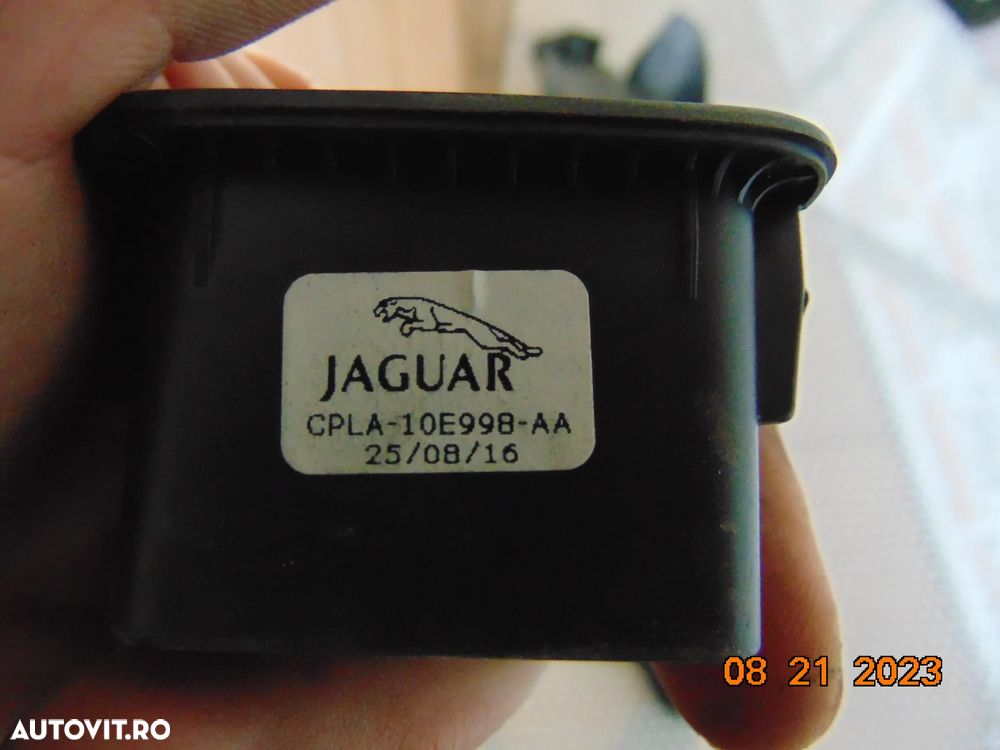 JAGUAR
CPLA-10E998-AA
25/08/16
08 21 2023
AUTOVIT.RO